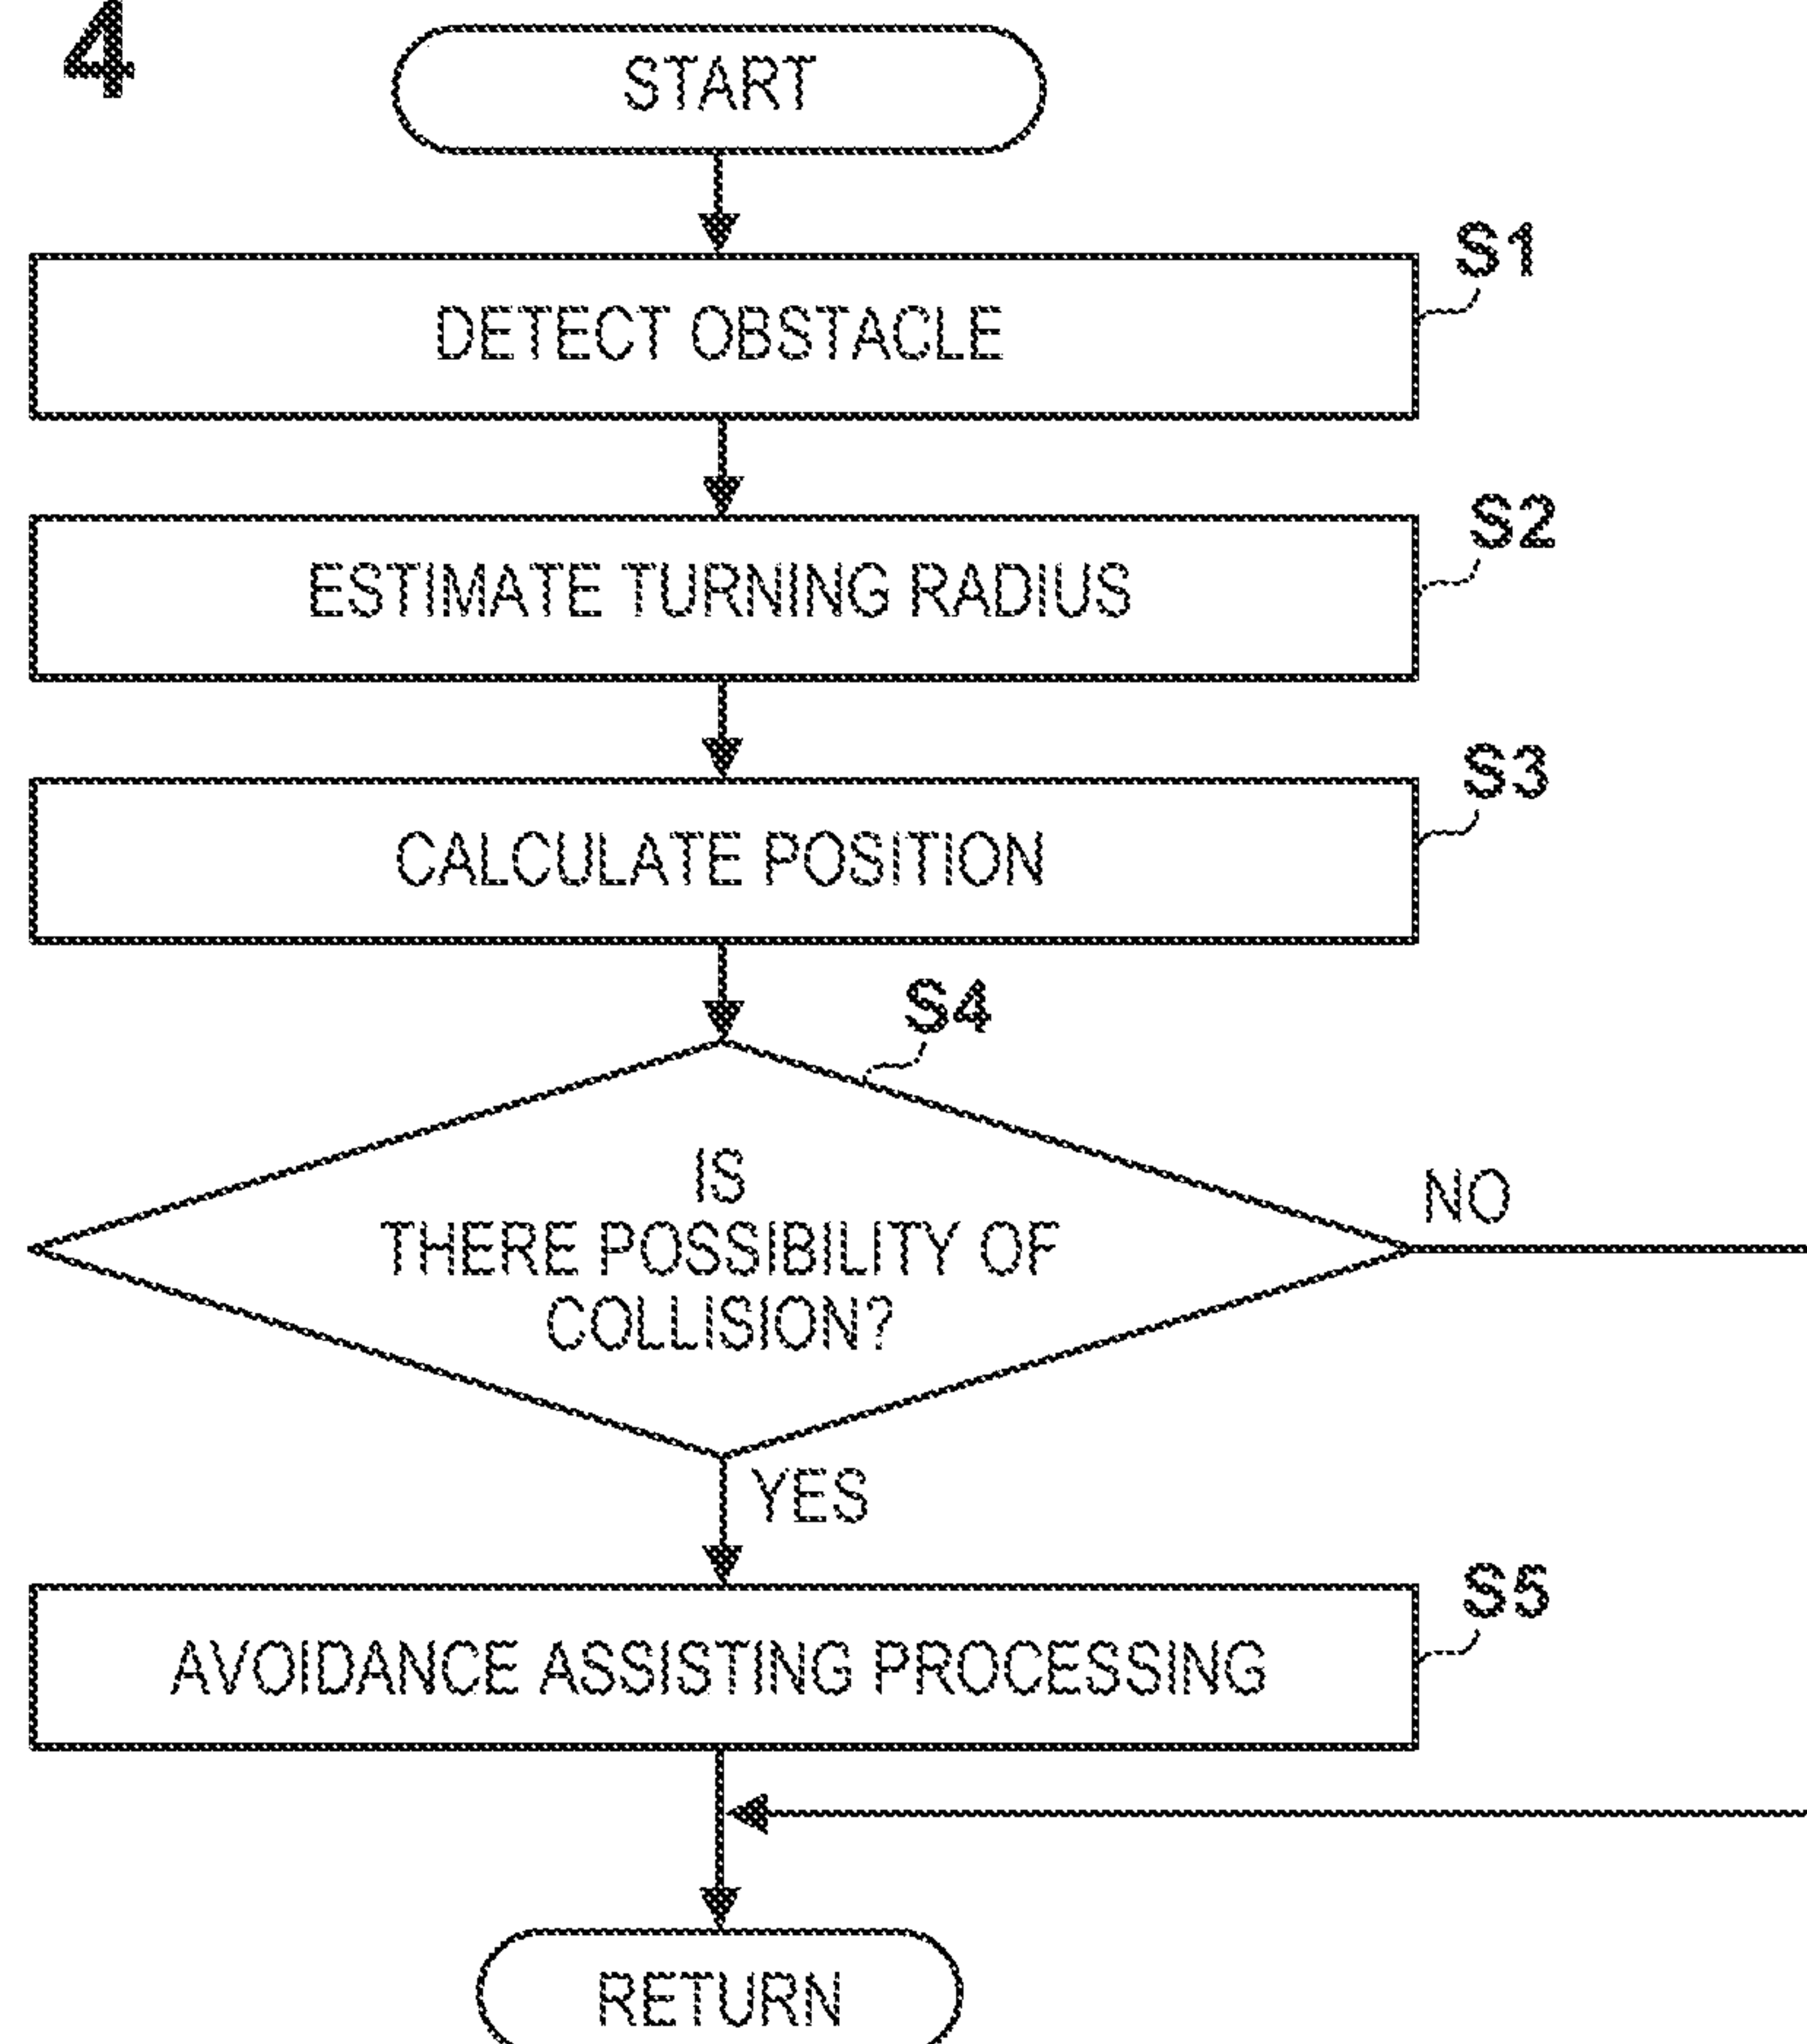 4
START
S1
DETECT OBSTACLE
S2
ESTIMATE TURNING RADIUS
S3
CALCULATE POSITION
S4
IS
THERE POSSIBILITY OF
COLLISION?
NO
YES
S5
AVOIDANCE ASSISTING PROCESSING
RETURN